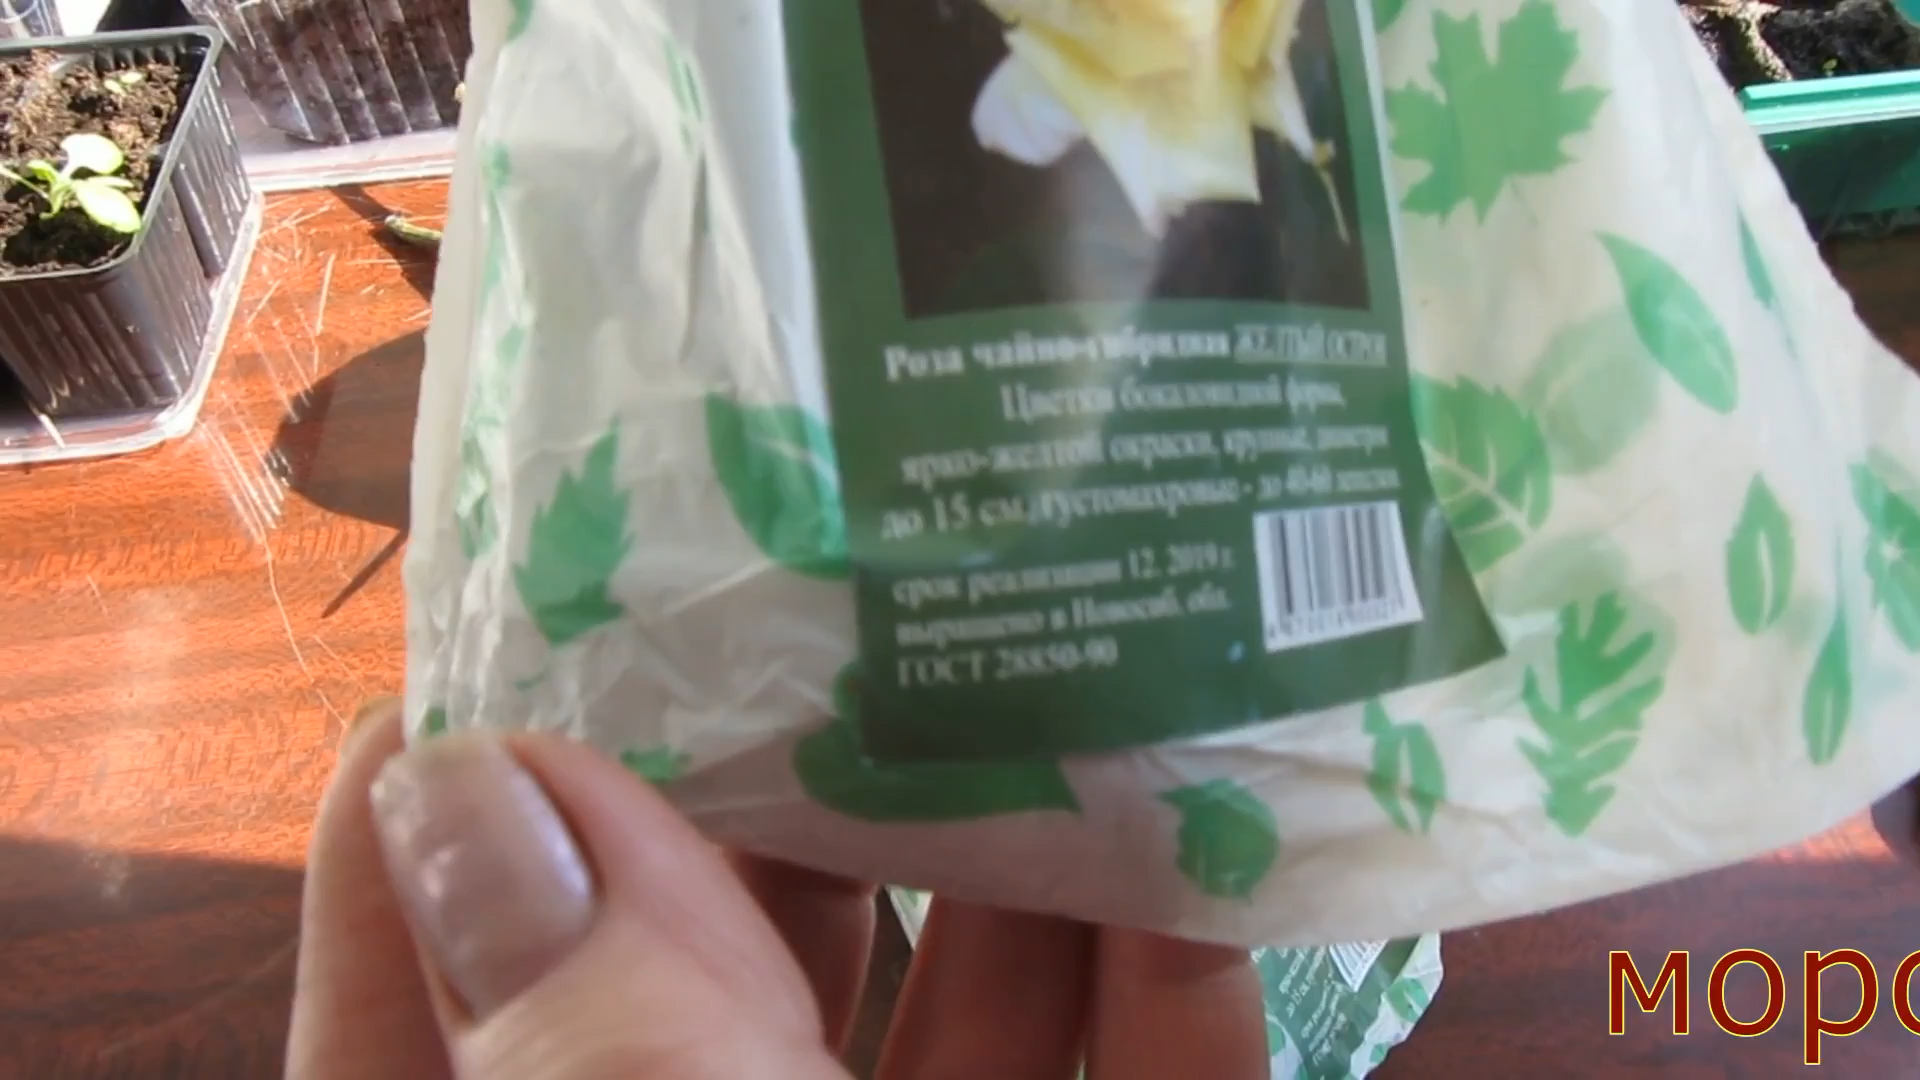 Роза чайно-гибридная ЖЕЛТЫЙ ОСТРОВ
Цветки бокаловидной формы,
ярко-желтой окраски, крупные, диаметр
до 15 см, густомахровые - до 40-60 лепестков
срок реализации 12. 2019 г.
выращено в Новосиб. обл.
ГОСТ 28850-90
моро